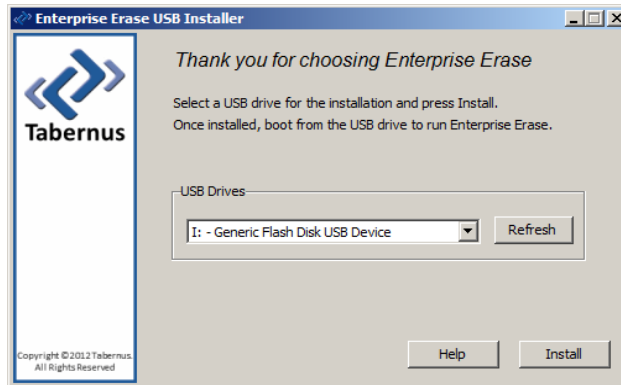 Enterprise Erase USB Installer
Thank you for choosing Enterprise Erase
Select a USB drive for the installation and press Install.
Once installed, boot from the USB drive to run Enterprise Erase.
Tabernus
USB Drives
I: - Generic Flash Disk USB Device
Refresh
Copyright ©2012Tabernus.
All Rights Reserved
Help
Install